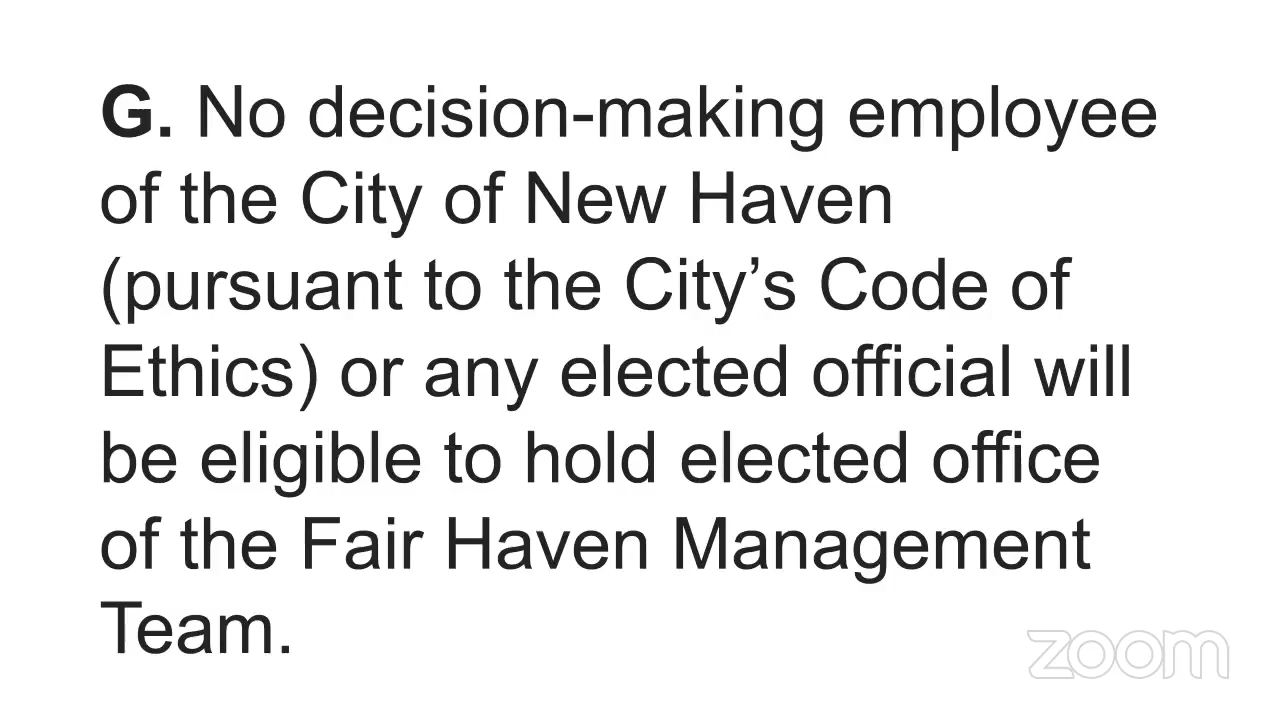 G. No decision-making employee
of the City of New Haven
(pursuant to the City’s Code of
Ethics) or any elected official will
be eligible to hold elected office
of the Fair Haven Management
Team.
zoom